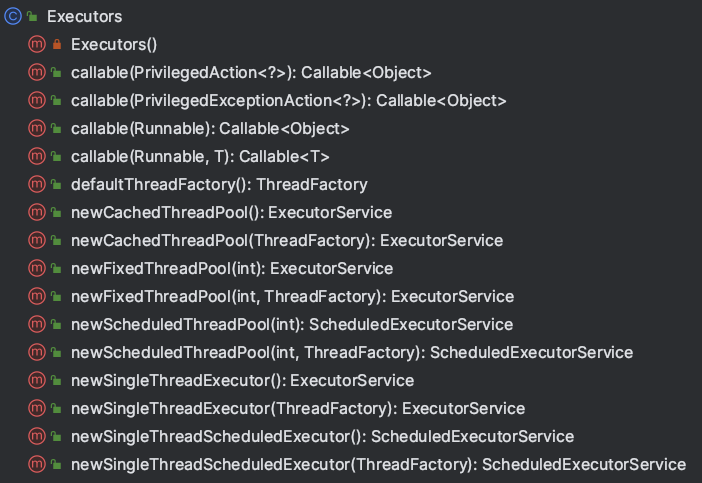 Executors
Executors()
callable(PrivilegedAction<?>): Callable<Object>
callable(PrivilegedExceptionAction<?>): Callable<Object>
callable(Runnable): Callable<Object>
callable(Runnable, T): Callable<T>
defaultThreadFactory(): ThreadFactory
newCachedThreadPool(): ExecutorService
newCachedThreadPool(ThreadFactory): ExecutorService
newFixedThreadPool(int): ExecutorService
newFixedThreadPool(int, ThreadFactory): ExecutorService
newScheduledThreadPool(int): ScheduledExecutorService
newScheduledThreadPool(int, ThreadFactory): ScheduledExecutorService
newSingleThreadExecutor(): ExecutorService
newSingleThreadExecutor(ThreadFactory): ExecutorService
newSingleThreadScheduledExecutor(): ScheduledExecutorService
newSingleThreadScheduledExecutor(ThreadFactory): ScheduledExecutorService